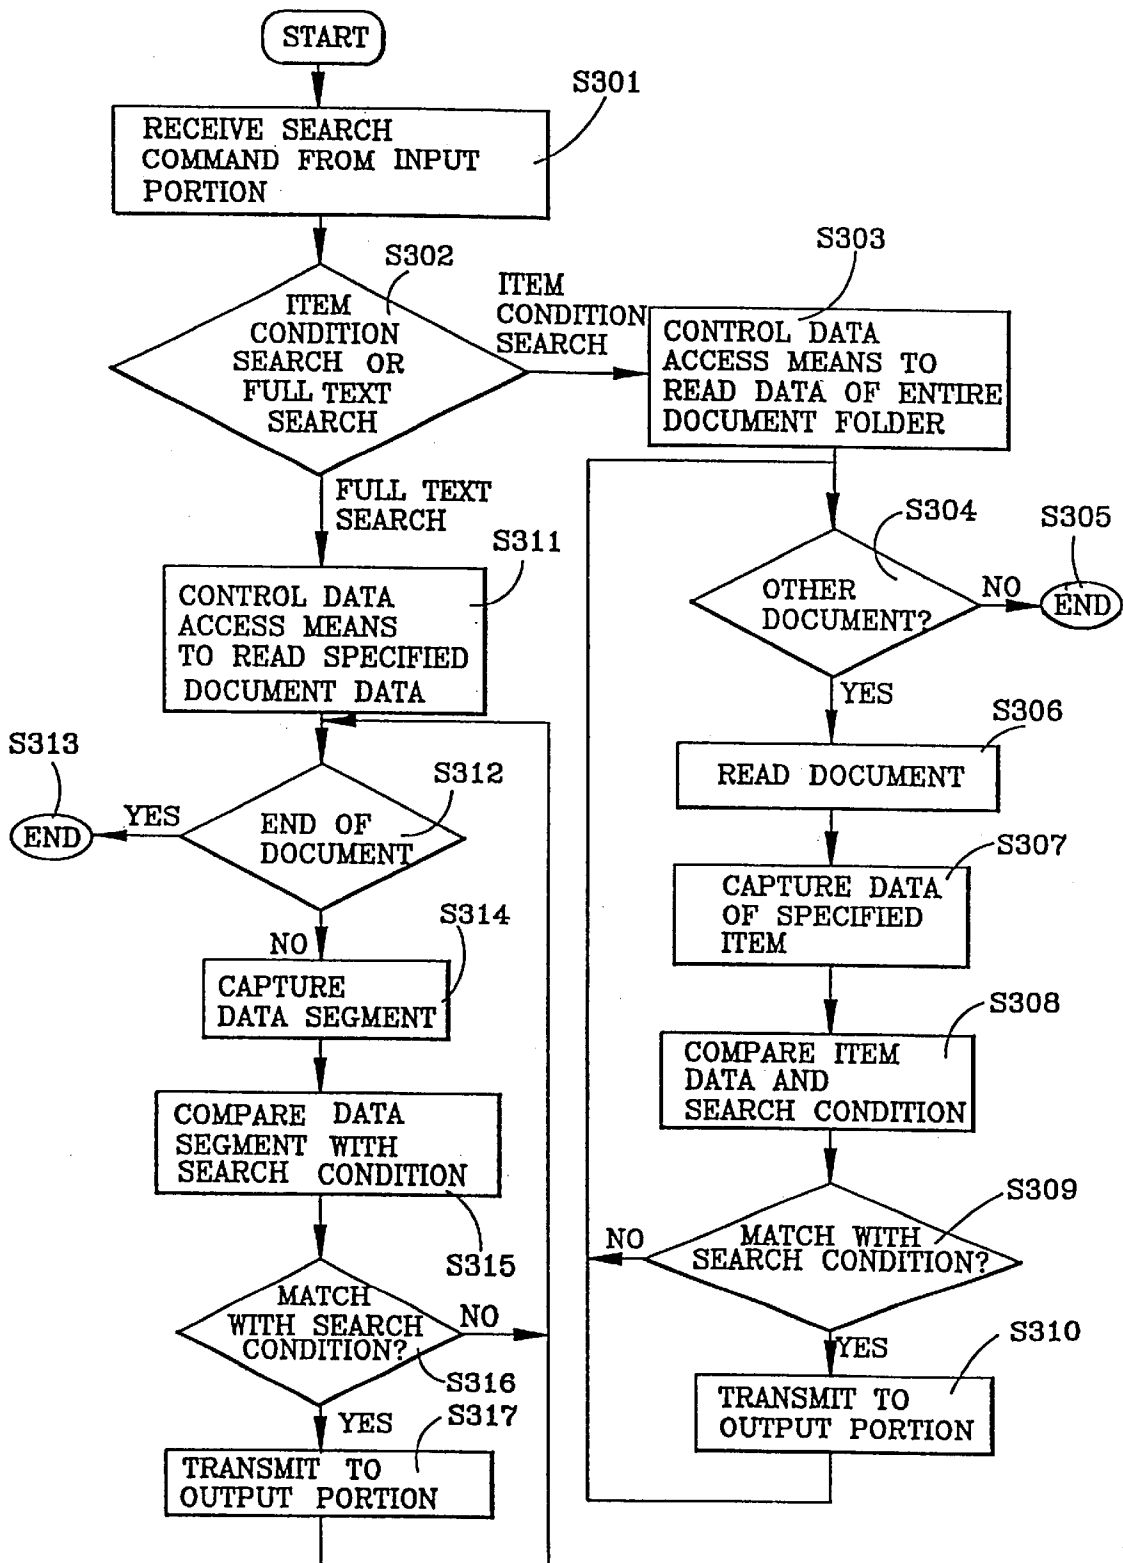 START
S301
RECEIVE SEARCH
COMMAND FROM INPUT
PORTION
S302
ITEM
CONDITION
SEARCH OR
FULL TEXT
SEARCH
ITEM
CONDITION
SEARCH
S303
CONTROL DATA
ACCESS MEANS TO
READ DATA OF ENTIRE
DOCUMENT FOLDER
FULL TEXT
SEARCH
S311
CONTROL DATA
ACCESS MEANS
TO READ SPECIFIED
DOCUMENT DATA
S304
OTHER
DOCUMENT?
NO
S305
END
YES
S306
READ DOCUMENT
S313
END
YES
S312
END OF
DOCUMENT
NO
S307
CAPTURE DATA
OF SPECIFIED
ITEM
S314
CAPTURE
DATA SEGMENT
S308
COMPARE ITEM
DATA AND
SEARCH CONDITION
COMPARE DATA
SEGMENT WITH
SEARCH CONDITION
S315
S309
MATCH WITH
SEARCH CONDITION?
NO
YES
MATCH
WITH SEARCH
CONDITION?
NO
S316
YES
S310
TRANSMIT TO
OUTPUT PORTION
S317
TRANSMIT TO
OUTPUT PORTION